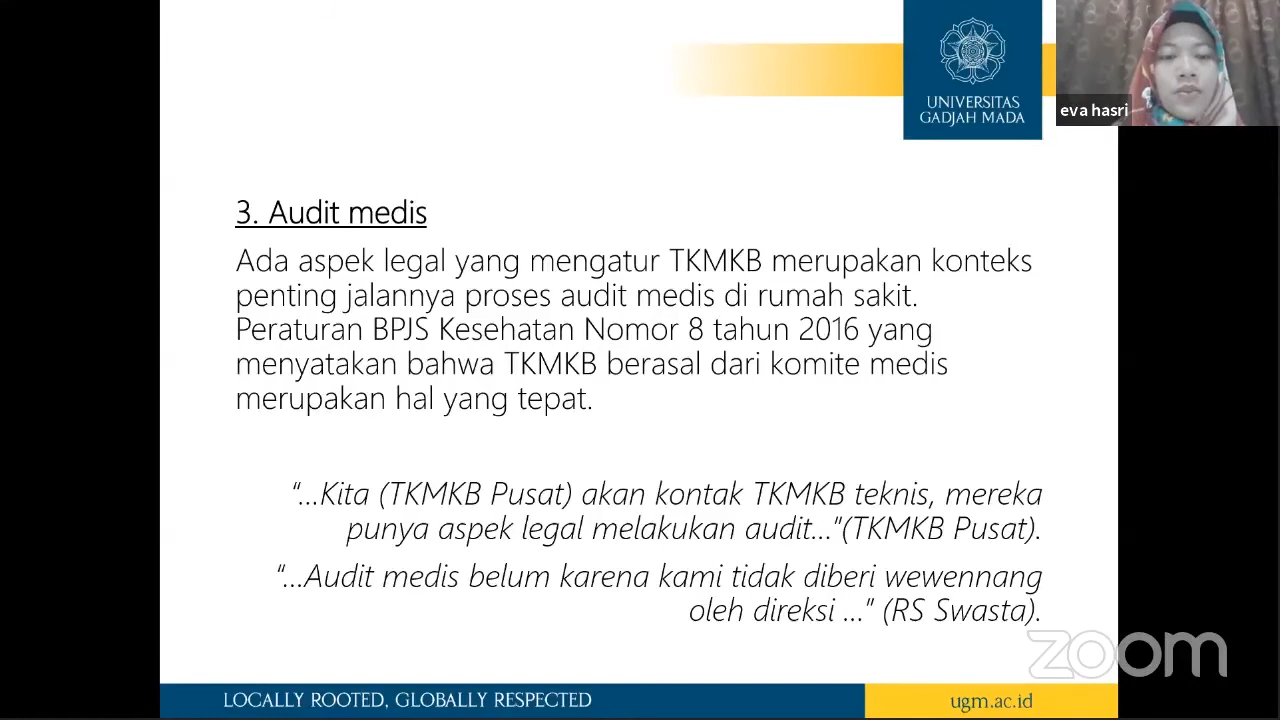 UNIVERSITAS
GADJAH MADA
eva hasri
3. Audit medis
Ada aspek legal yang mengatur TKMKB merupakan konteks
penting jalannya proses audit medis di rumah sakit.
Peraturan BPJS Kesehatan Nomor 8 tahun 2016 yang
menyatakan bahwa TKMKB berasal dari komite medis
merupakan hal yang tepat.
“...Kita (TKMKB Pusat) akan kontak TKMKB teknis, mereka
punya aspek legal melakukan audit...”(TKMKB Pusat).
“...Audit medis belum karena kami tidak diberi wewennang
oleh direksi ...” (RS Swasta).
zoom
LOCALLY ROOTED, GLOBALLY RESPECTED
ugm.ac.id